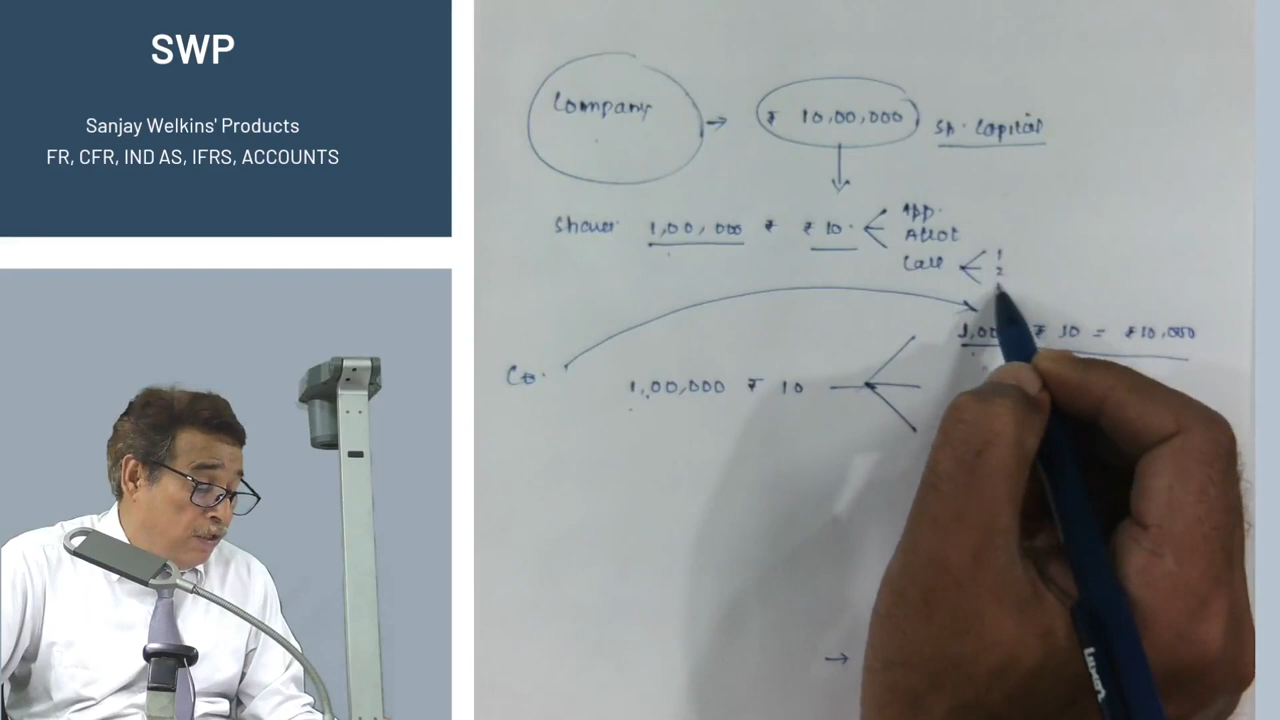 SWP
Sanjay Welkins' Products
FR, CFR, IND AS, IFRS, ACCOUNTS
Company → ₹ 10,00,000 Sh. Capital
Shares 1,00,000 ₹ ₹ 10. App.
Allot
Call 1
2
₹ 10 = ₹ 10,000
Co. 1,00,000 ₹ 10
→
Luxor